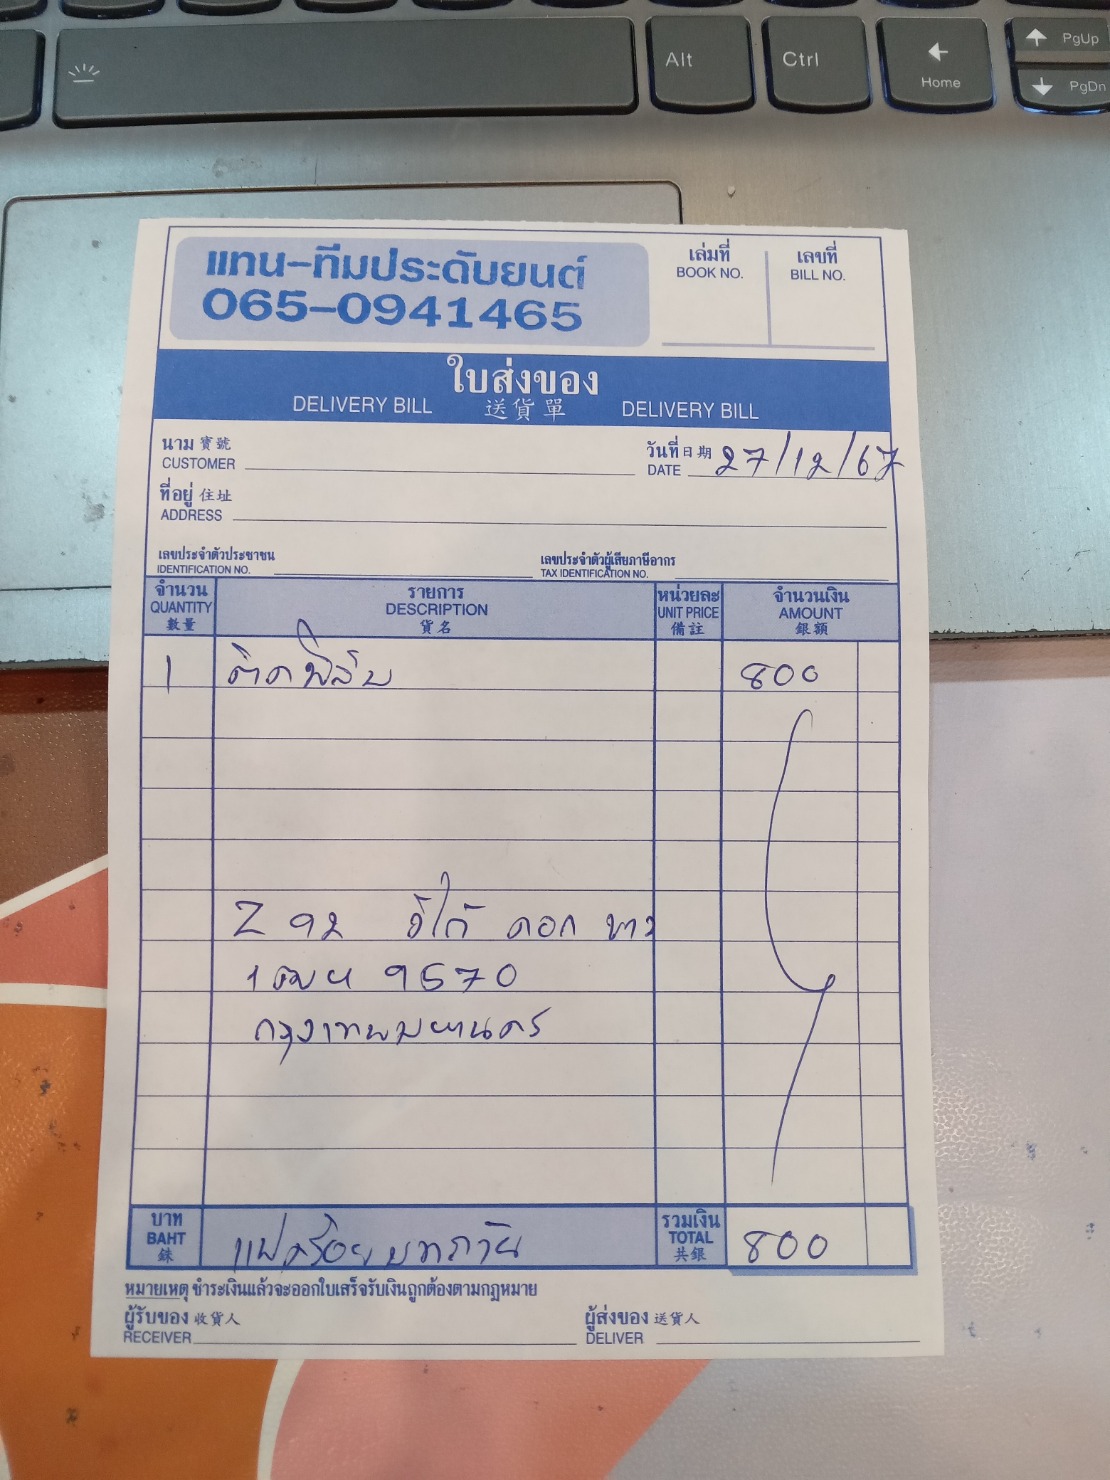 Alt
Ctrl
Home
PgUp
PgDn
แทน-ทีมประดับยนต์
065-0941465
เล่มที่
BOOK NO.
เลขที่
BILL NO.
ใบส่งของ
DELIVERY BILL 送貨單 DELIVERY BILL
นาม 寶號
CUSTOMER
วันที่ 日期
DATE 27/12/67
ที่อยู่ 住址
ADDRESS
เลขประจำตัวประชาชน
IDENTIFICATION NO.
เลขประจำตัวผู้เสียภาษีอากร
TAX IDENTIFICATION NO.
จำนวน
QUANTITY
數量
รายการ
DESCRIPTION
貨名
หน่วยละ
UNIT PRICE
備註
จำนวนเงิน
AMOUNT
銀額
1 ติดฟิล์ม 800
ดอก ขาว
1ฒฆ 9570
กรุงเทพมหานคร
บาท
BAHT
銖
แปดร้อยบาทถ้วน
รวมเงิน
TOTAL
共銀
800
หมายเหตุ ชำระเงินแล้วจะออกใบเสร็จรับเงินถูกต้องตามกฎหมาย
ผู้รับของ 收貨人
RECEIVER
ผู้ส่งของ 送貨人
DELIVER